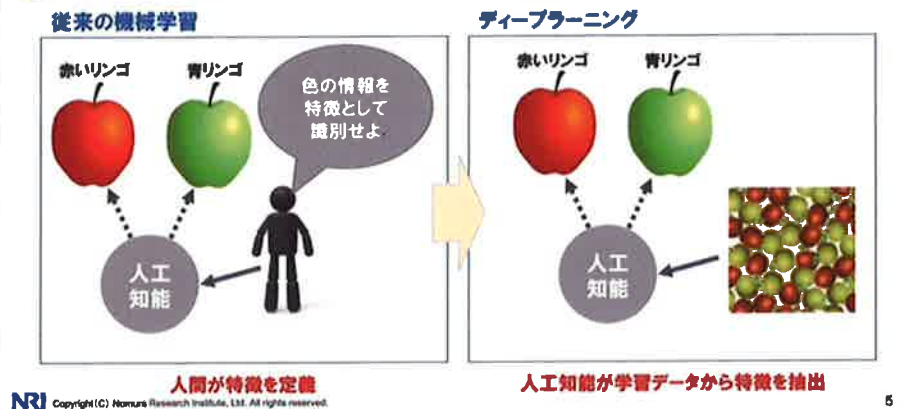 従来の機械学習
赤いリンゴ
青リンゴ
色の情報を
特徴として
識別せよ
人工
知能
人間が特徴を定義
ディープラーニング
赤いリンゴ
青リンゴ
人工
知能
人工知能が学習データから特徴を抽出
NRI Copyright(C) Nomura Research Institute, Ltd. All rights reserved.
5